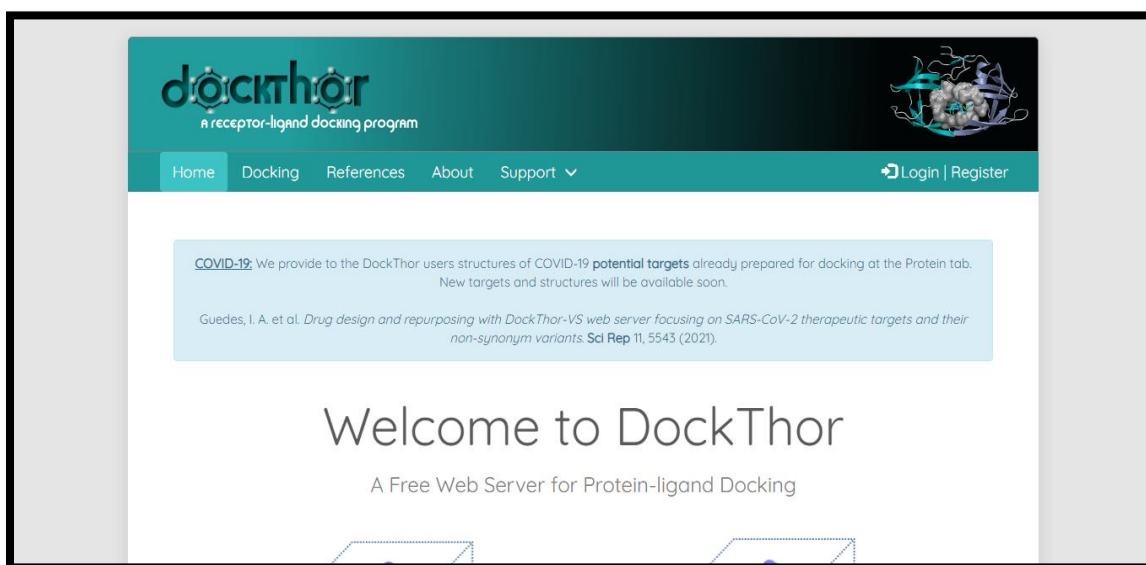 dockThor
A receptor-ligand docking program
Home Docking References About Support Login | Register
COVID-19: We provide to the DockThor users structures of COVID-19 potential targets already prepared for docking at the Protein tab.
New targets and structures will be available soon.
Guedes, I. A. et al. Drug design and repurposing with DockThor-VS web server focusing on SARS-CoV-2 therapeutic targets and their
non-synonym variants. Sci Rep 11, 5543 (2021).
Welcome to DockThor
A Free Web Server for Protein-ligand Docking